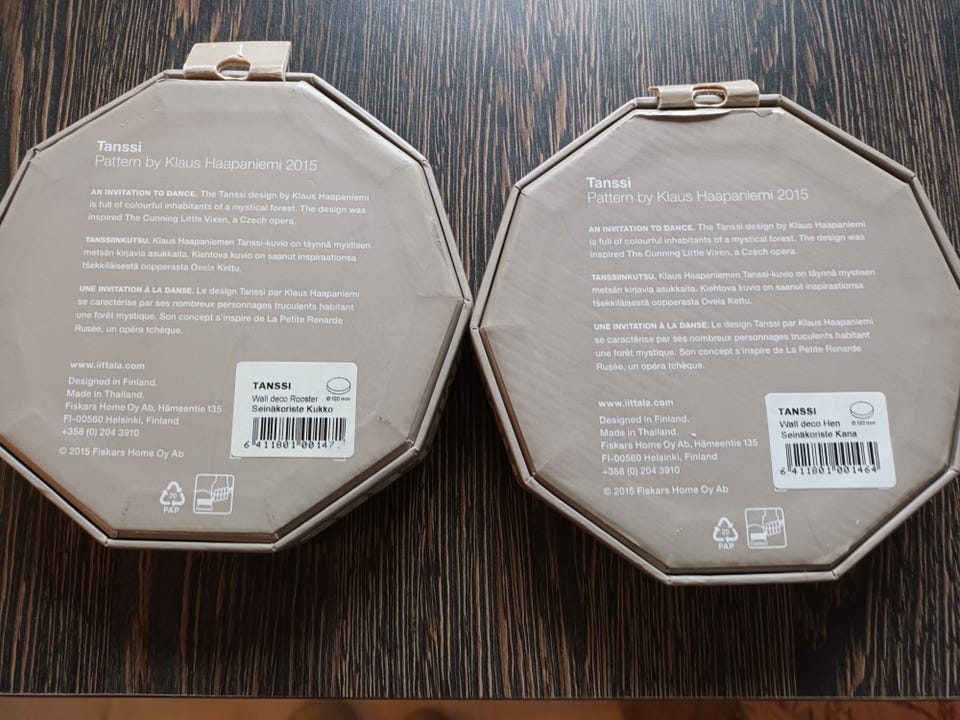 Tanssi
Pattern by Klaus Haapaniemi 2015
AN INVITATION TO DANCE. The Tanssi design by Klaus Haapaniemi
is full of colourful inhabitants of a mystical forest. The design was
inspired The Cunning Little Vixen, a Czech opera.
TANSSIINKUTSU. Klaus Haapaniemen Tanssi-kuvio on täynnä mystisen
metsän kirjavia asukkaita. Kiehtova kuvio on saanut inspiraationsa
tšekkiläisestä oopperasta Ovela Kettu.
UNE INVITATION À LA DANSE. Le design Tanssi par Klaus Haapaniemi
se caractérise par ses nombreux personnages truculents habitant
une forêt mystique. Son concept s'inspire de La Petite Renarde
Rusée, un opéra tchèque.
www.iittala.com
Designed in Finland.
Made in Thailand.
Fiskars Home Oy Ab, Hämeentie 135
FI-00560 Helsinki, Finland
+358 (0) 204 3910
© 2015 Fiskars Home Oy Ab
TANSSI
Wall deco Rooster
Ø 120 mm
Seinäkoriste Kukko
6 411801 00147
20
PAP
Tanssi
Pattern by Klaus Haapaniemi 2015
AN INVITATION TO DANCE. The Tanssi design by Klaus Haapaniemi
is full of colourful inhabitants of a mystical forest. The design was
inspired The Cunning Little Vixen, a Czech opera.
TANSSIINKUTSU. Klaus Haapaniemen Tanssi-kuvio on täynnä mystisen
metsän kirjavia asukkaita. Kiehtova kuvio on saanut inspiraationsa
tšekkiläisestä oopperasta Ovela Kettu.
UNE INVITATION À LA DANSE. Le design Tanssi par Klaus Haapaniemi
se caractérise par ses nombreux personnages truculents habitant
une forêt mystique. Son concept s'inspire de La Petite Renarde
Rusée, un opéra tchèque.
www.iittala.com
Designed in Finland.
Made in Thailand.
Fiskars Home Oy Ab, Hämeentie 135
FI-00560 Helsinki, Finland
+358 (0) 204 3910
© 2015 Fiskars Home Oy Ab
TANSSI
Wall deco Hen
Ø 120 mm
Seinäkoriste Kana
6 411801 001464
20
PAP